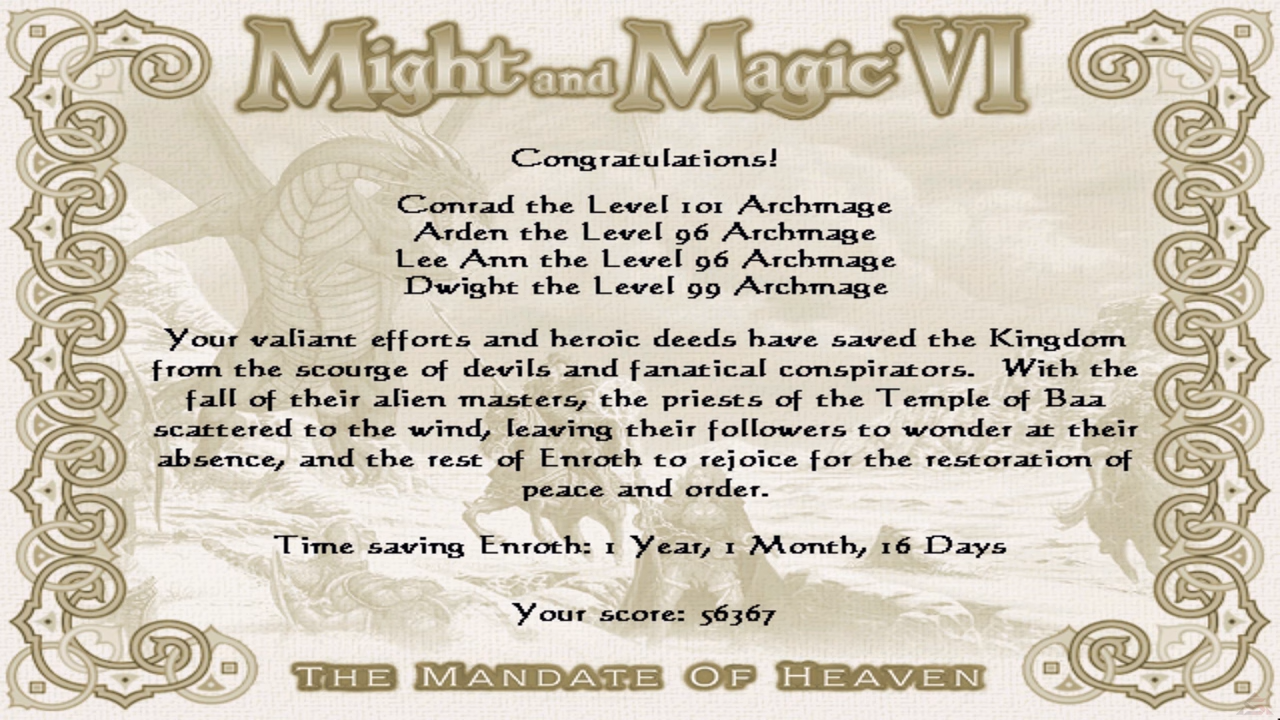 Might and Magic® VI
Congratulations!
Conrad the Level 101 Archmage
Arden the Level 96 Archmage
Lee Ann the Level 96 Archmage
Dwight the Level 99 Archmage
Your valiant efforts and heroic deeds have saved the Kingdom
from the scourge of devils and fanatical conspirators.  With the
fall of their alien masters, the priests of the Temple of Baa
scattered to the wind, leaving their followers to wonder at their
absence, and the rest of Enroth to rejoice for the restoration of
peace and order.
Time saving Enroth: 1 Year, 1 Month, 16 Days
Your score: 56367
The Mandate Of Heaven